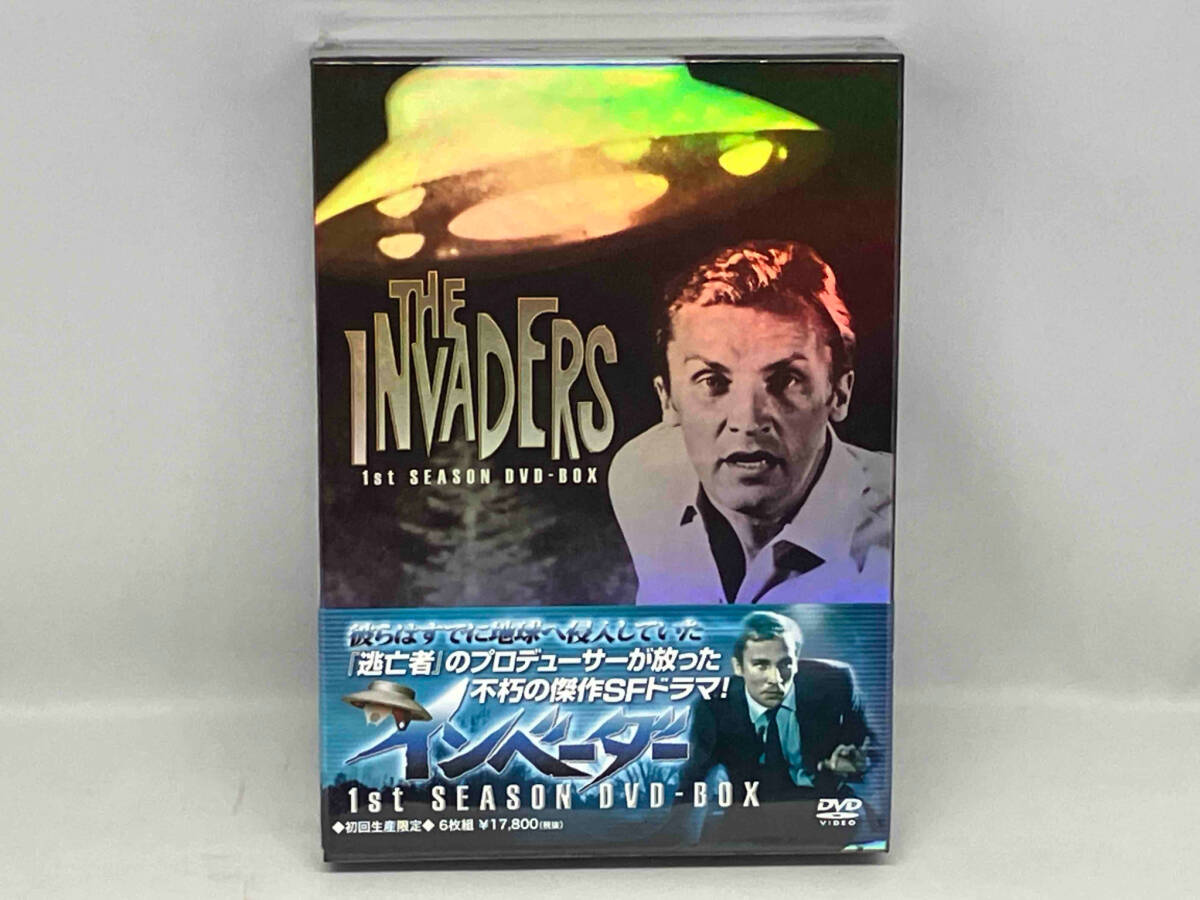 THE
INVADERS
1st SEASON DVD-BOX
彼らはすでに地球へ侵入していた
『逃亡者』のプロデューサーが放った
不朽の傑作SFドラマ!
インベーダー
1st SEASON DVD-BOX
DVD
VIDEO
◆初回生産限定◆ 6枚組 ¥17,800(税抜)